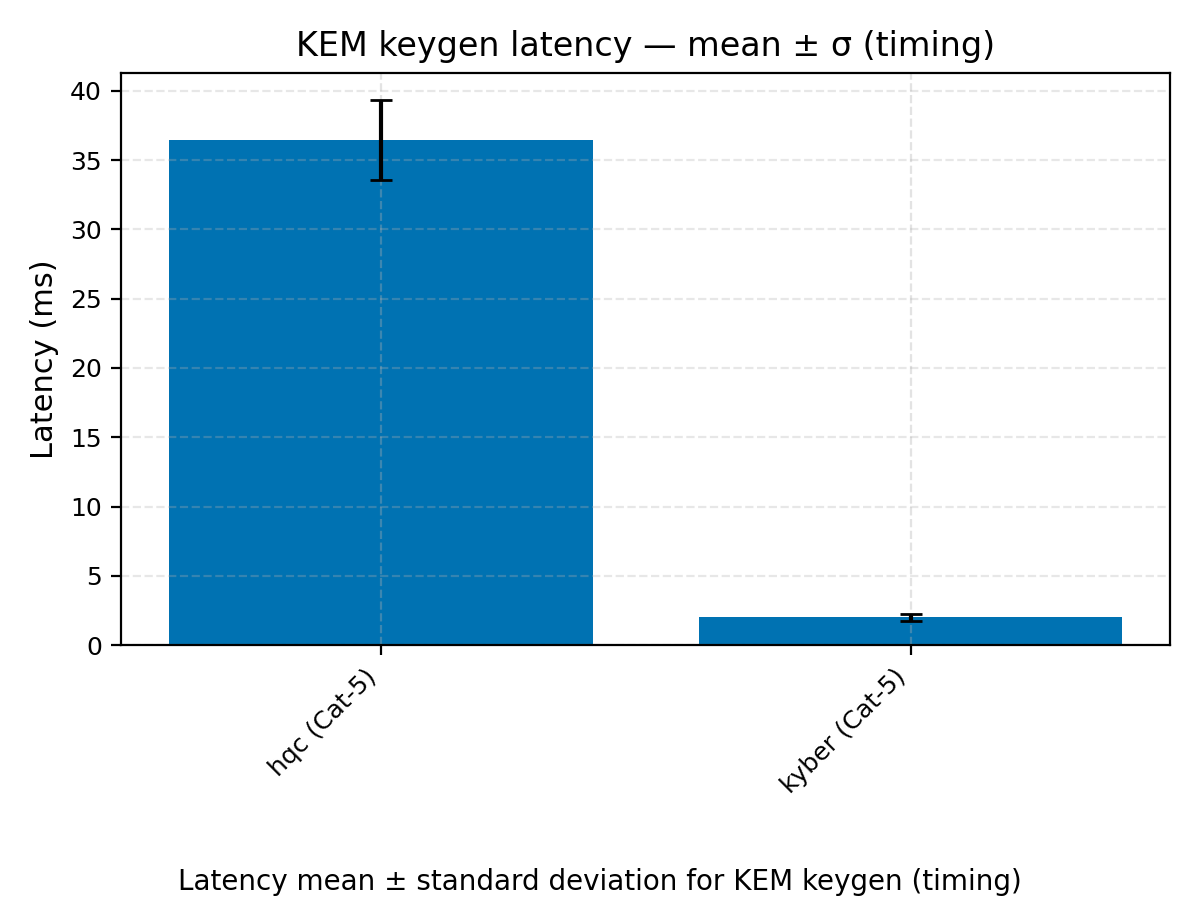 KEM keygen latency — mean ± σ (timing)
Latency (ms)
40
35
30
25
20
15
10
5
0
hqc (Cat-5)
kyber (Cat-5)
Latency mean ± standard deviation for KEM keygen (timing)